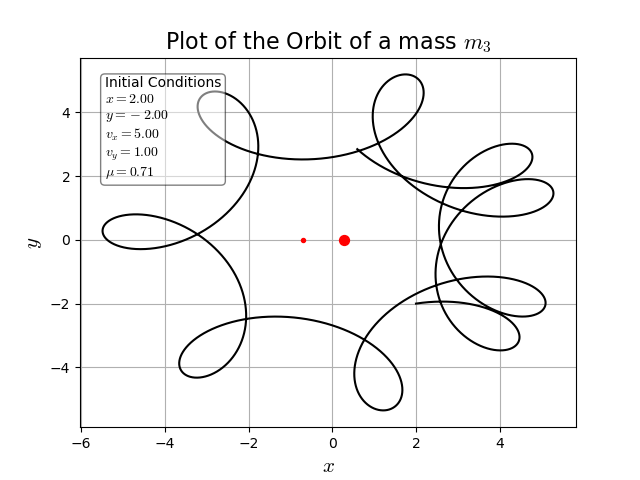 Plot of the Orbit of a mass m₃
Initial Conditions
x = 2.00
y = −2.00
vₓ = 5.00
v_y = 1.00
μ = 0.71
4
2
0
−2
−4
y
−6
−4
−2
0
2
4
x